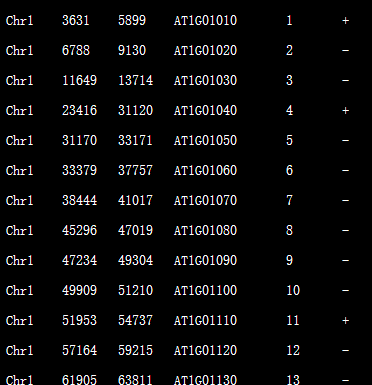 Chr1 3631 5899 AT1G01010 1 +
Chr1 6788 9130 AT1G01020 2 -
Chr1 11649 13714 AT1G01030 3 -
Chr1 23416 31120 AT1G01040 4 +
Chr1 31170 33171 AT1G01050 5 -
Chr1 33379 37757 AT1G01060 6 -
Chr1 38444 41017 AT1G01070 7 -
Chr1 45296 47019 AT1G01080 8 -
Chr1 47234 49304 AT1G01090 9 -
Chr1 49909 51210 AT1G01100 10 -
Chr1 51953 54737 AT1G01110 11 +
Chr1 57164 59215 AT1G01120 12 -
Chr1 61905 63811 AT1G01130 13 -